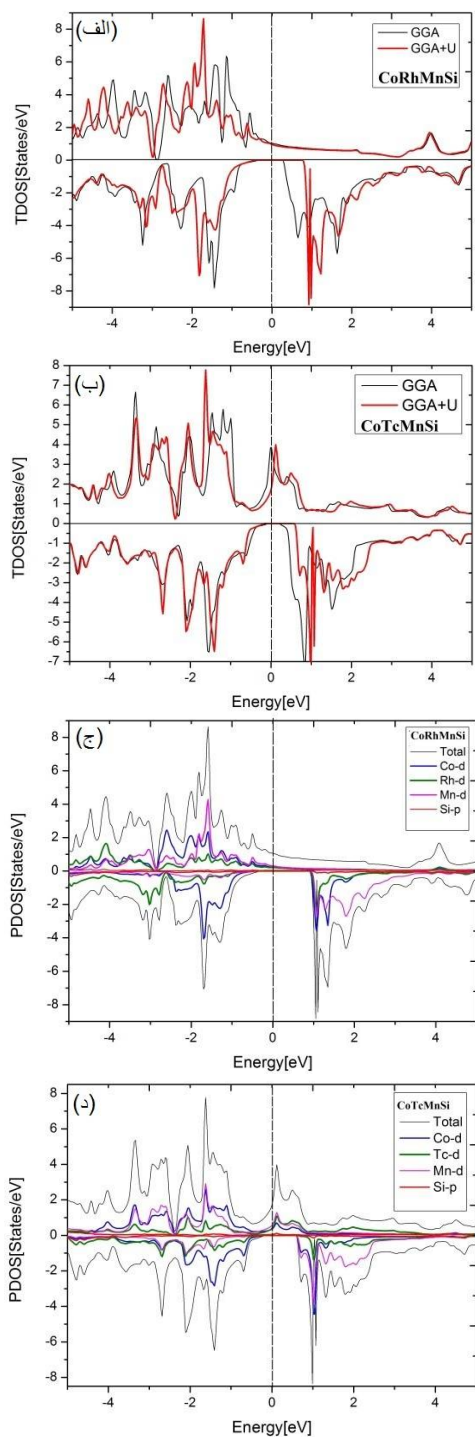 (الف)
GGA
GGA+U
CoRhMnSi
TDOS[States/eV]
8
6
4
2
0
-2
-4
-6
-8
-4 -2 0 2 4
Energy[eV]
(ب)
GGA
GGA+U
CoTcMnSi
TDOS[States/eV]
8
7
6
5
4
3
2
1
0
-1
-2
-3
-4
-5
-6
-7
-4 -2 0 2 4
Energy[eV]
(ج)
CoRhMnSi
Total
Co-d
Rh-d
Mn-d
Si-p
PDOS[States/eV]
8
6
4
2
0
-2
-4
-6
-8
-4 -2 0 2 4
Energy[eV]
(د)
CoTcMnSi
Total
Co-d
Tc-d
Mn-d
Si-p
PDOS[States/eV]
8
6
4
2
0
-2
-4
-6
-8
-4 -2 0 2 4
Energy[eV]